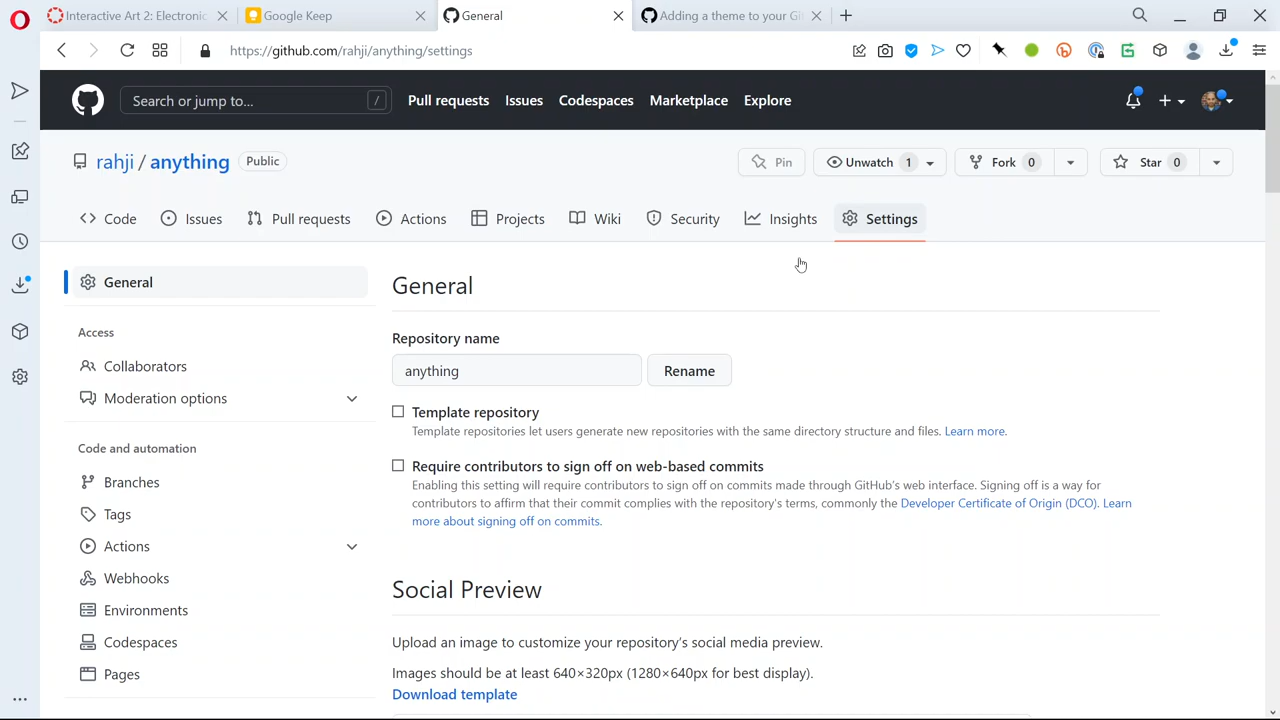 Interactive Art 2: Electronic
Google Keep
General
Adding a theme to your Git
https://github.com/rahji/anything/settings
Search or jump to...
/
Pull requests
Issues
Codespaces
Marketplace
Explore
rahji / anything
Public
Pin
Unwatch 1
Fork 0
Star 0
Code
Issues
Pull requests
Actions
Projects
Wiki
Security
Insights
Settings
General
Access
Collaborators
Moderation options
Code and automation
Branches
Tags
Actions
Webhooks
Environments
Codespaces
Pages
General
Repository name
anything
Rename
Template repository
Template repositories let users generate new repositories with the same directory structure and files. Learn more.
Require contributors to sign off on web-based commits
Enabling this setting will require contributors to sign off on commits made through GitHub's web interface. Signing off is a way for
contributors to affirm that their commit complies with the repository's terms, commonly the Developer Certificate of Origin (DCO). Learn
more about signing off on commits.
Social Preview
Upload an image to customize your repository's social media preview.
Images should be at least 640×320px (1280×640px for best display).
Download template